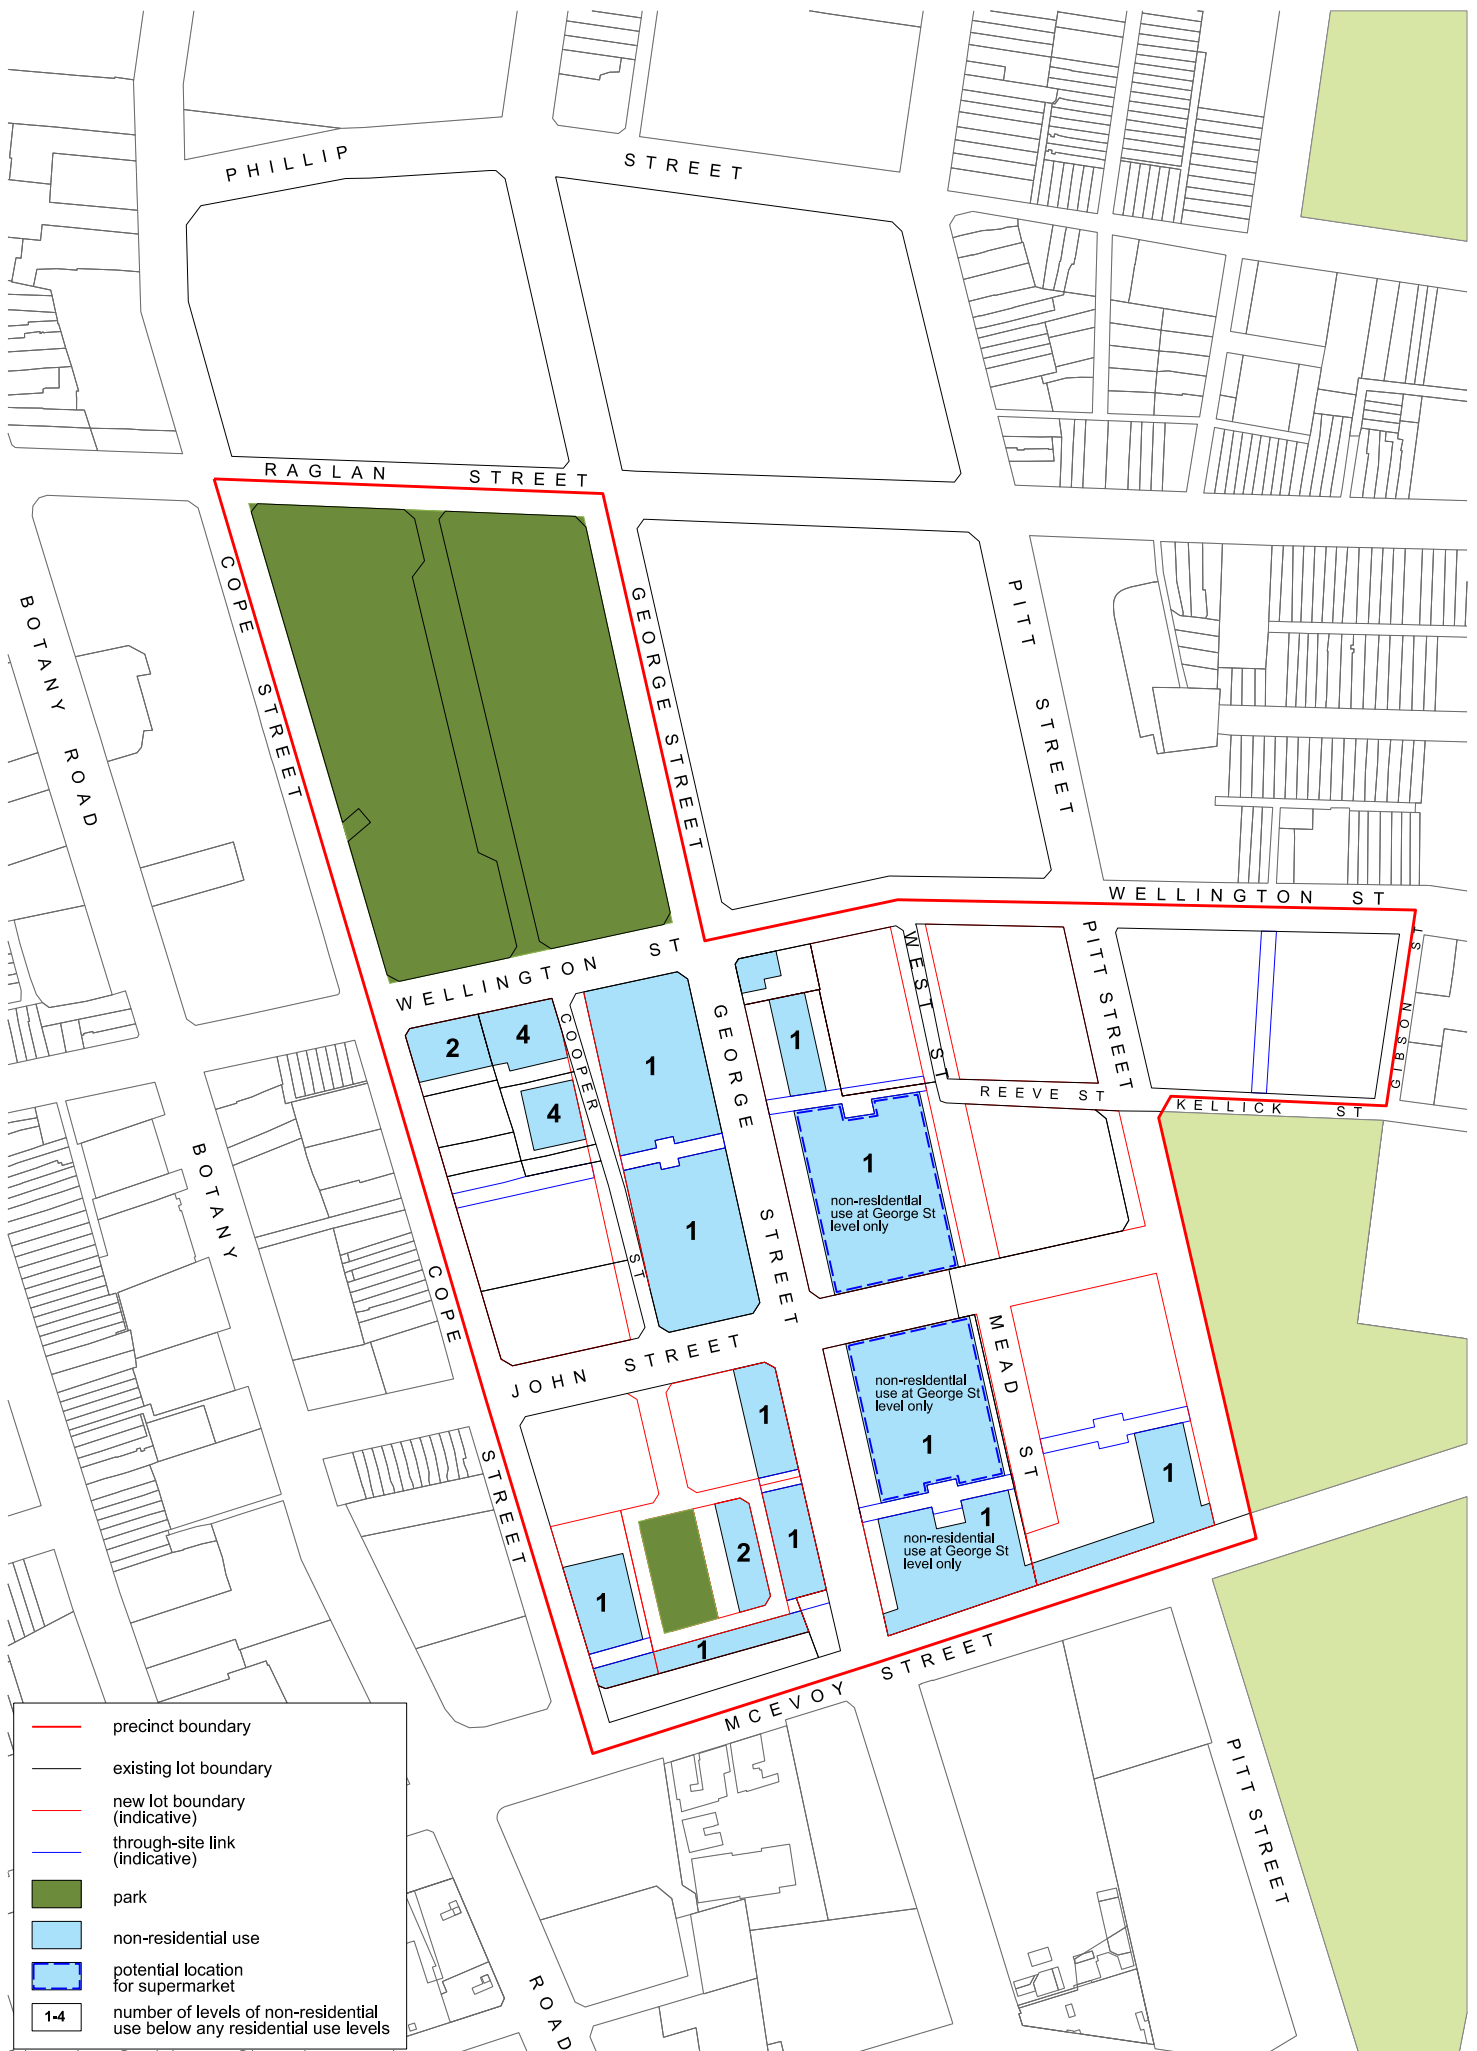 PHILLIP STREET
RAGLAN STREET
COPE STREET
GEORGE STREET
PITT STREET
BOTANY ROAD
WELLINGTON ST
WELLINGTON ST
WEST ST
PITT STREET
GIBSON ST
REEVE ST
KELLICK ST
COOPER ST
GEORGE STREET
2
4
4
1
1
1
1
non-residential
use at George St
level only
BOTANY ROAD
COPE STREET
JOHN STREET
MEAD ST
non-residential
use at George St
level only
1
1
1
1
non-residential
use at George St
level only
1
2
1
1
MCEVOY STREET
PITT STREET
precinct boundary
existing lot boundary
new lot boundary
(indicative)
through-site link
(indicative)
park
non-residential use
potential location
for supermarket
1-4
number of levels of non-residential
use below any residential use levels